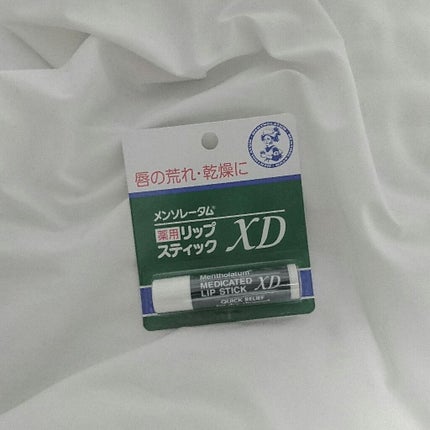 唇の荒れ・乾燥に
メンソレータム®
薬用リップ
スティック XD
Mentholatum®
MEDICATED
LIP STICK XD
QUICK RELIEF